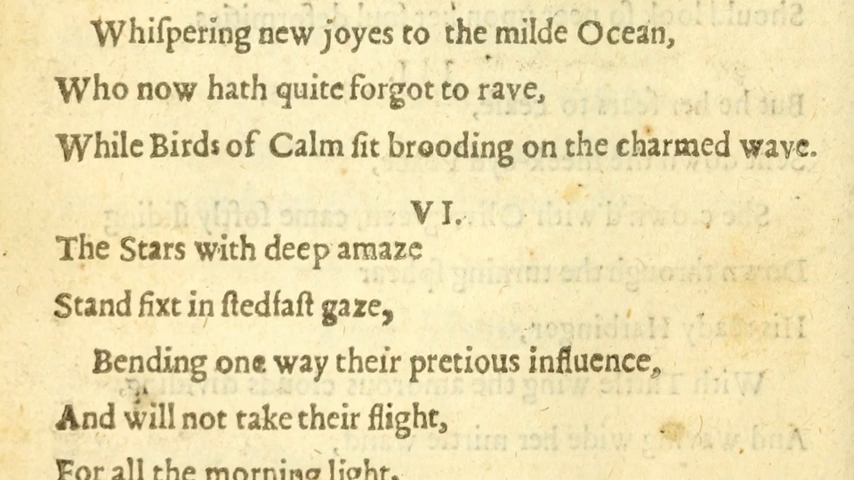 Whiſpering new joyes to the milde Ocean,
Who now hath quite forgot to rave,
While Birds of Calm ſit brooding on the charmed wave.
VI.
The Stars with deep amaze
Stand fixt in ſtedfaſt gaze,
Bending one way their pretious influence,
And will not take their flight,
For all the morning light,